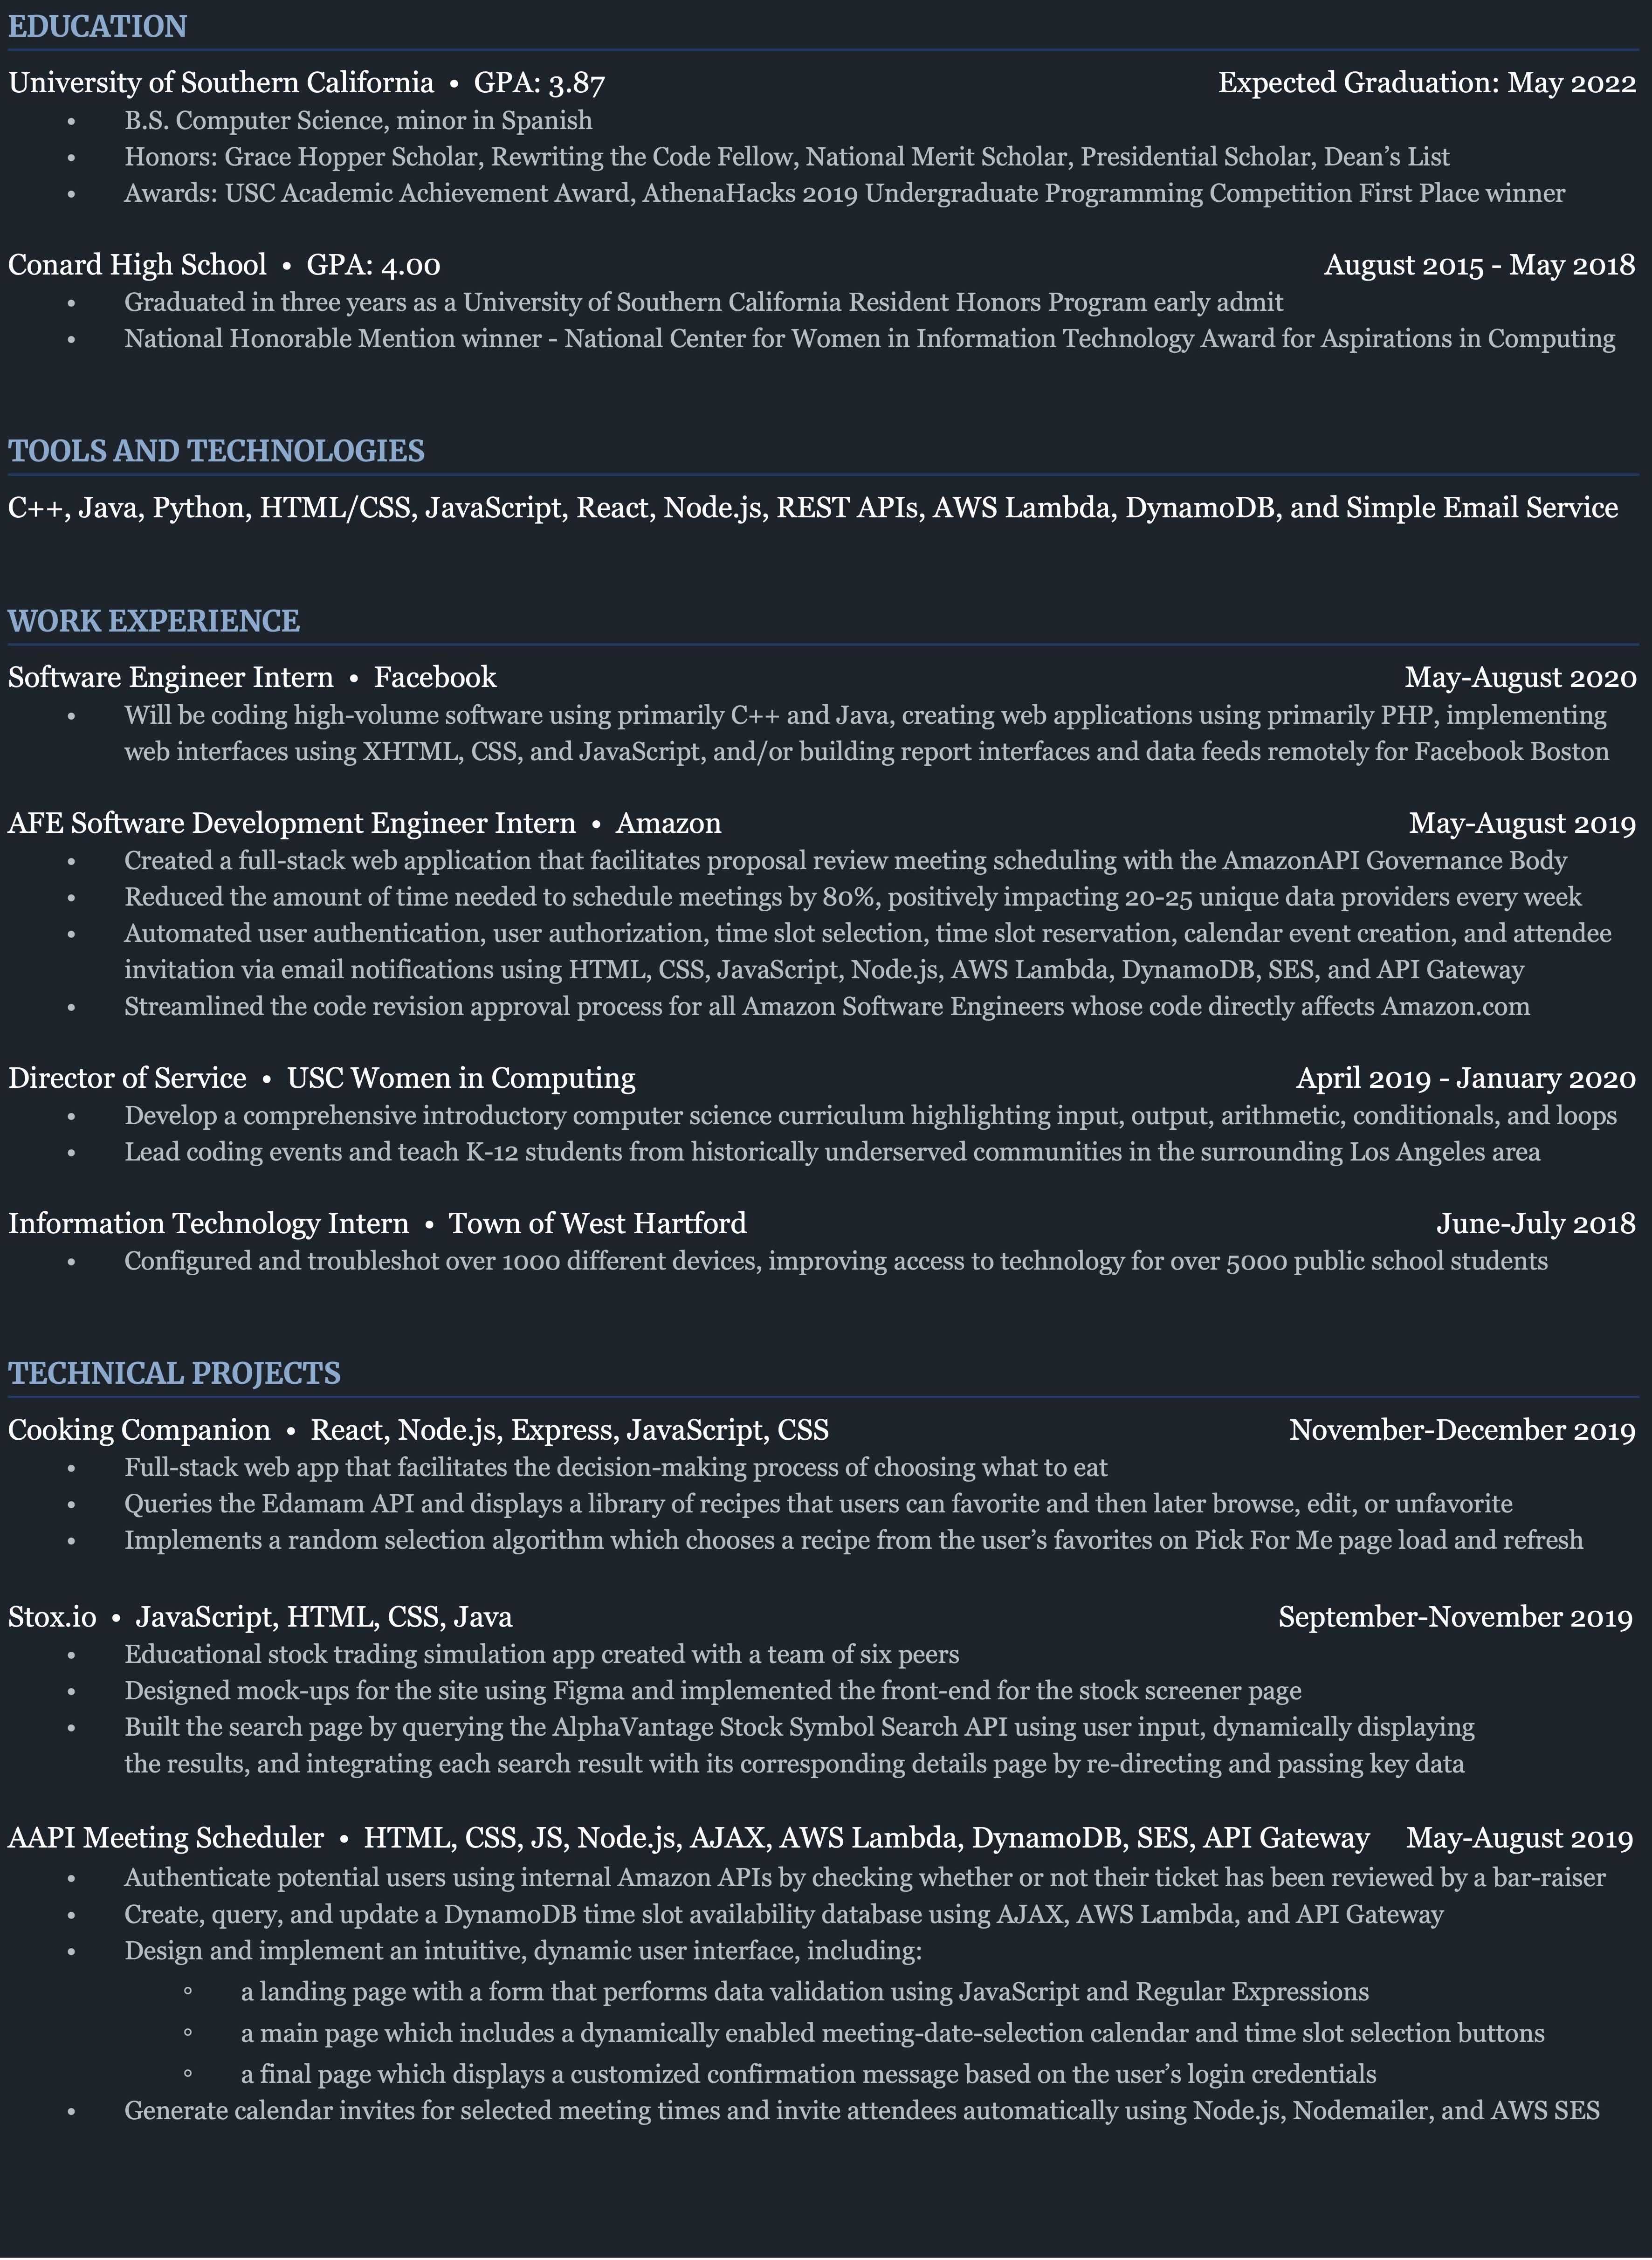 EDUCATION
University of Southern California • GPA: 3.87 Expected Graduation: May 2022
• B.S. Computer Science, minor in Spanish
• Honors: Grace Hopper Scholar, Rewriting the Code Fellow, National Merit Scholar, Presidential Scholar, Dean’s List
• Awards: USC Academic Achievement Award, AthenaHacks 2019 Undergraduate Programming Competition First Place winner
Conard High School • GPA: 4.00 August 2015 - May 2018
• Graduated in three years as a University of Southern California Resident Honors Program early admit
• National Honorable Mention winner - National Center for Women in Information Technology Award for Aspirations in Computing
TOOLS AND TECHNOLOGIES
C++, Java, Python, HTML/CSS, JavaScript, React, Node.js, REST APIs, AWS Lambda, DynamoDB, and Simple Email Service
WORK EXPERIENCE
Software Engineer Intern • Facebook May-August 2020
• Will be coding high-volume software using primarily C++ and Java, creating web applications using primarily PHP, implementing
web interfaces using XHTML, CSS, and JavaScript, and/or building report interfaces and data feeds remotely for Facebook Boston
AFE Software Development Engineer Intern • Amazon May-August 2019
• Created a full-stack web application that facilitates proposal review meeting scheduling with the AmazonAPI Governance Body
• Reduced the amount of time needed to schedule meetings by 80%, positively impacting 20-25 unique data providers every week
• Automated user authentication, user authorization, time slot selection, time slot reservation, calendar event creation, and attendee
invitation via email notifications using HTML, CSS, JavaScript, Node.js, AWS Lambda, DynamoDB, SES, and API Gateway
• Streamlined the code revision approval process for all Amazon Software Engineers whose code directly affects Amazon.com
Director of Service • USC Women in Computing April 2019 - January 2020
• Develop a comprehensive introductory computer science curriculum highlighting input, output, arithmetic, conditionals, and loops
• Lead coding events and teach K-12 students from historically underserved communities in the surrounding Los Angeles area
Information Technology Intern • Town of West Hartford June-July 2018
• Configured and troubleshot over 1000 different devices, improving access to technology for over 5000 public school students
TECHNICAL PROJECTS
Cooking Companion • React, Node.js, Express, JavaScript, CSS November-December 2019
• Full-stack web app that facilitates the decision-making process of choosing what to eat
• Queries the Edamam API and displays a library of recipes that users can favorite and then later browse, edit, or unfavorite
• Implements a random selection algorithm which chooses a recipe from the user’s favorites on Pick For Me page load and refresh
Stox.io • JavaScript, HTML, CSS, Java September-November 2019
• Educational stock trading simulation app created with a team of six peers
• Designed mock-ups for the site using Figma and implemented the front-end for the stock screener page
• Built the search page by querying the AlphaVantage Stock Symbol Search API using user input, dynamically displaying
the results, and integrating each search result with its corresponding details page by re-directing and passing key data
AAPI Meeting Scheduler • HTML, CSS, JS, Node.js, AJAX, AWS Lambda, DynamoDB, SES, API Gateway May-August 2019
• Authenticate potential users using internal Amazon APIs by checking whether or not their ticket has been reviewed by a bar-raiser
• Create, query, and update a DynamoDB time slot availability database using AJAX, AWS Lambda, and API Gateway
• Design and implement an intuitive, dynamic user interface, including:
◦ a landing page with a form that performs data validation using JavaScript and Regular Expressions
◦ a main page which includes a dynamically enabled meeting-date-selection calendar and time slot selection buttons
◦ a final page which displays a customized confirmation message based on the user’s login credentials
• Generate calendar invites for selected meeting times and invite attendees automatically using Node.js, Nodemailer, and AWS SES